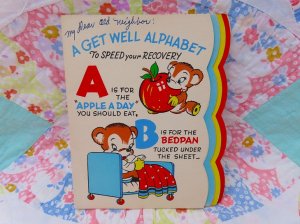 my Dear old neighbor:
A GET WELL ALPHABET
TO SPEED your RECOVERY
A IS FOR THE
"APPLE A DAY"
YOU SHOULD EAT,
B IS FOR THE
BEDPAN
TUCKED UNDER
THE SHEET...